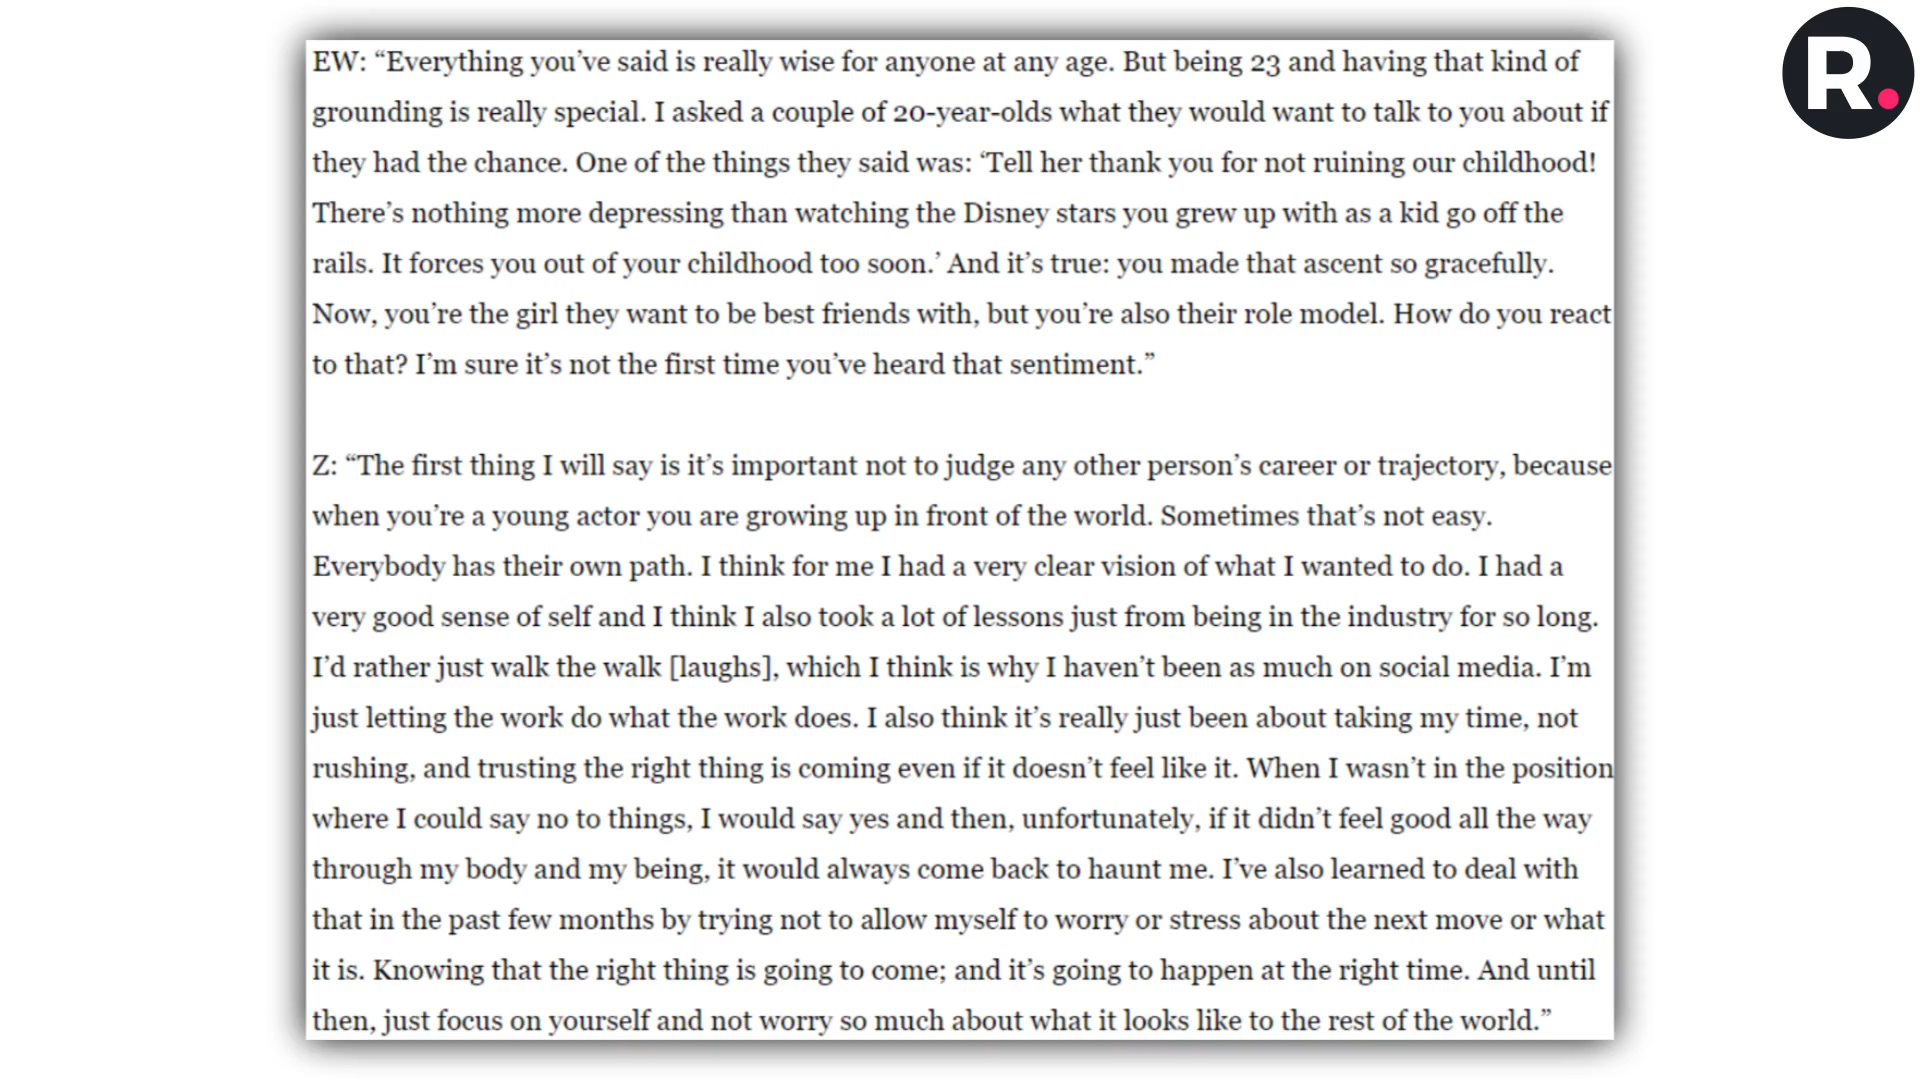 EW: “Everything you’ve said is really wise for anyone at any age. But being 23 and having that kind of
grounding is really special. I asked a couple of 20-year-olds what they would want to talk to you about if
they had the chance. One of the things they said was: ‘Tell her thank you for not ruining our childhood!
There’s nothing more depressing than watching the Disney stars you grew up with as a kid go off the
rails. It forces you out of your childhood too soon.’ And it’s true: you made that ascent so gracefully.
Now, you’re the girl they want to be best friends with, but you’re also their role model. How do you react
to that? I’m sure it’s not the first time you’ve heard that sentiment.”
Z: “The first thing I will say is it’s important not to judge any other person’s career or trajectory, because
when you’re a young actor you are growing up in front of the world. Sometimes that’s not easy.
Everybody has their own path. I think for me I had a very clear vision of what I wanted to do. I had a
very good sense of self and I think I also took a lot of lessons just from being in the industry for so long.
I’d rather just walk the walk [laughs], which I think is why I haven’t been as much on social media. I’m
just letting the work do what the work does. I also think it’s really just been about taking my time, not
rushing, and trusting the right thing is coming even if it doesn’t feel like it. When I wasn’t in the position
where I could say no to things, I would say yes and then, unfortunately, if it didn’t feel good all the way
through my body and my being, it would always come back to haunt me. I’ve also learned to deal with
that in the past few months by trying not to allow myself to worry or stress about the next move or what
it is. Knowing that the right thing is going to come; and it’s going to happen at the right time. And until
then, just focus on yourself and not worry so much about what it looks like to the rest of the world.”
R.